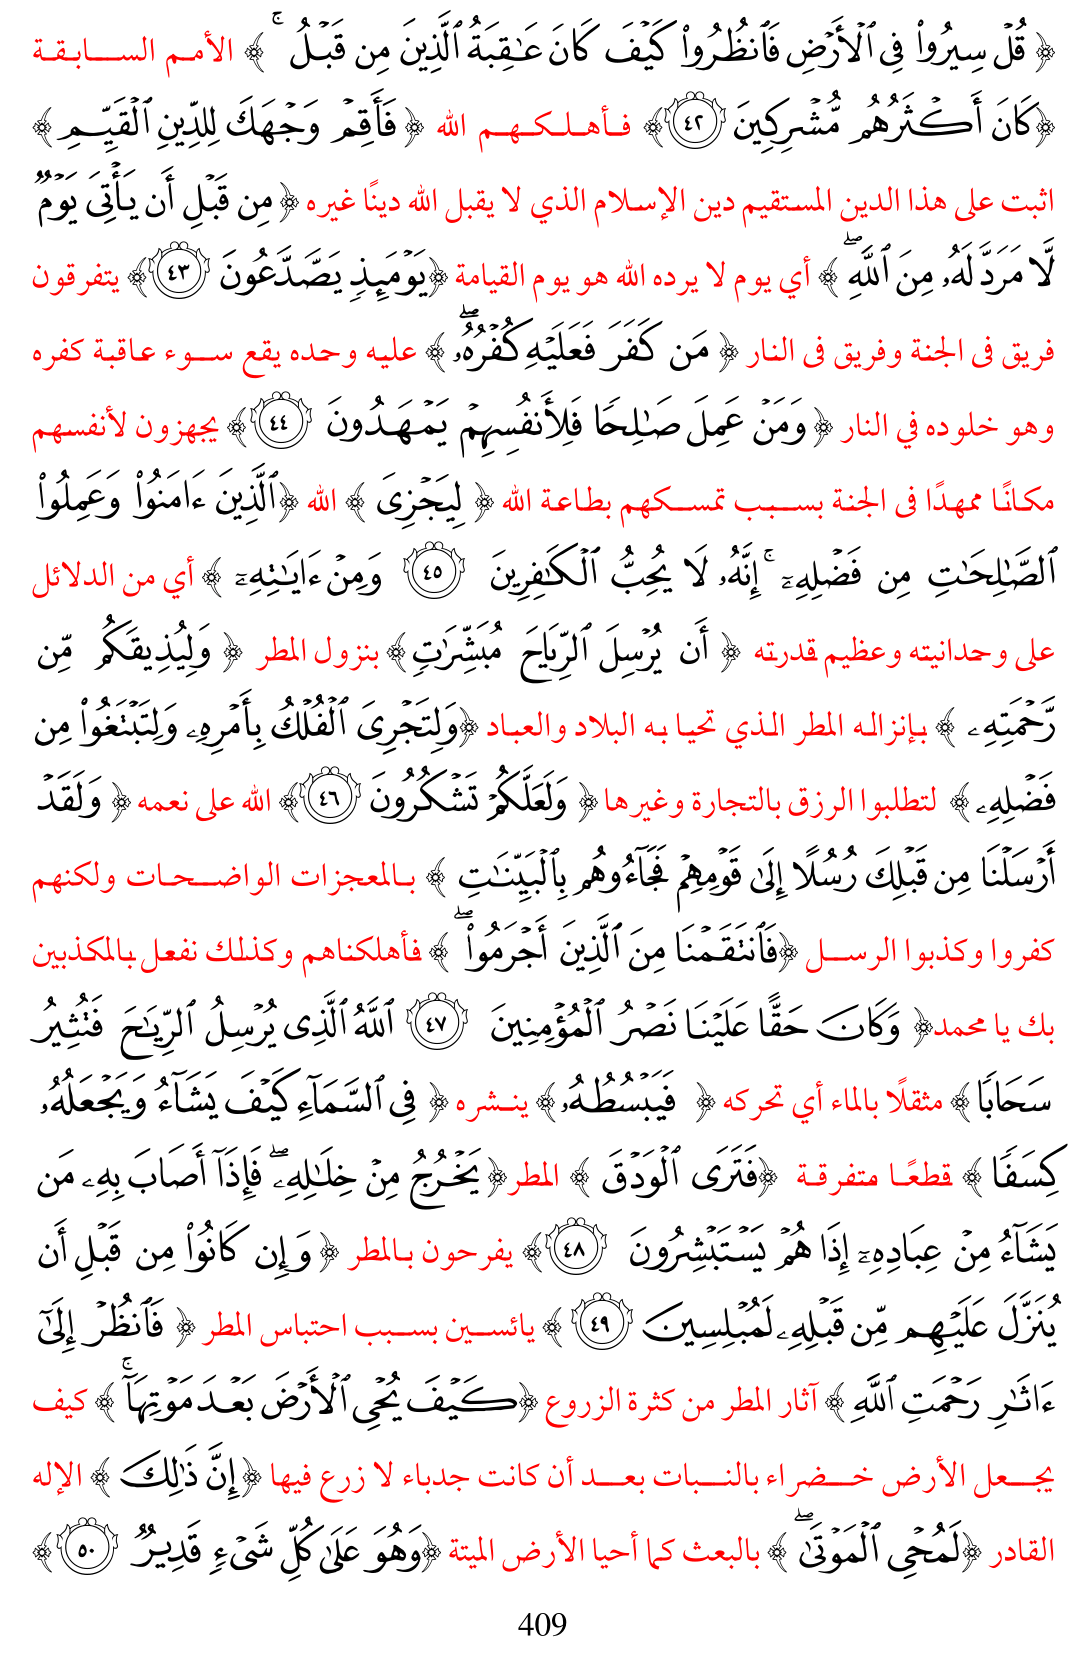 ﴿ قُلْ سِيرُوا۟ فِى ٱلْأَرْضِ فَٱنظُرُوا۟ كَيْفَ كَانَ عَـٰقِبَةُ ٱلَّذِينَ مِن قَبْلُ ۚ ﴾ الأمم السابقة
﴿كَانَ أَكْثَرُهُم مُّشْرِكِينَ ٤٢﴾ فأهلكهم الله ﴿ فَأَقِمْ وَجْهَكَ لِلدِّينِ ٱلْقَيِّمِ ﴾
اثبت على هذا الدين المستقيم دين الإسلام الذي لا يقبل الله دينًا غيره ﴿ مِن قَبْلِ أَن يَأْتِىَ يَوْمٌ
لَّا مَرَدَّ لَهُۥ مِنَ ٱللَّهِ ۖ ﴾ أي يوم لا يرده الله هو يوم القيامة ﴿يَوْمَئِذٍ يَصَّدَّعُونَ ٤٣﴾ يتفرقون
فريق فى الجنة وفريق فى النار ﴿ مَن كَفَرَ فَعَلَيْهِ كُفْرُهُۥ ۖ ﴾ عليه وحده يقع سوء عاقبة كفره
وهو خلوده في النار ﴿ وَمَنْ عَمِلَ صَـٰلِحًا فَلِأَنفُسِهِمْ يَمْهَدُونَ ٤٤﴾ يجهزون لأنفسهم
مكانًا ممهدًا فى الجنة بسبب تمسكهم بطاعة الله ﴿ لِيَجْزِىَ ﴾ الله ﴿ٱلَّذِينَ ءَامَنُوا۟ وَعَمِلُوا۟
ٱلصَّـٰلِحَـٰتِ مِن فَضْلِهِۦٓ ۚ إِنَّهُۥ لَا يُحِبُّ ٱلْكَـٰفِرِينَ ٤٥ وَمِنْ ءَايَـٰتِهِۦٓ ﴾ أي من الدلائل
على وحدانيته وعظيم قدرته ﴿ أَن يُرْسِلَ ٱلرِّيَاحَ مُبَشِّرَٰتٍ﴾ بنزول المطر ﴿ وَلِيُذِيقَكُم مِّن
رَّحْمَتِهِۦ ﴾ بإنزاله المطر الذي تحيا به البلاد والعباد ﴿وَلِتَجْرِىَ ٱلْفُلْكُ بِأَمْرِهِۦ وَلِتَبْتَغُوا۟ مِن
فَضْلِهِۦ ﴾ لتطلبوا الرزق بالتجارة وغيرها ﴿ وَلَعَلَّكُمْ تَشْكُرُونَ ٤٦﴾ الله على نعمه ﴿ وَلَقَدْ
أَرْسَلْنَا مِن قَبْلِكَ رُسُلًا إِلَىٰ قَوْمِهِمْ فَجَآءُوهُم بِٱلْبَيِّنَـٰتِ ﴾ بالمعجزات الواضحات ولكنهم
كفروا وكذبوا الرسل ﴿فَٱنتَقَمْنَا مِنَ ٱلَّذِينَ أَجْرَمُوا۟ ۖ ﴾ فأهلكناهم وكذلك نفعل بالمكذبين
بك يا محمد﴿ وَكَانَ حَقًّا عَلَيْنَا نَصْرُ ٱلْمُؤْمِنِينَ ٤٧ ٱللَّهُ ٱلَّذِى يُرْسِلُ ٱلرِّيَـٰحَ فَتُثِيرُ
سَحَابًا﴾ مثقلًا بالماء أي تحركه ﴿ فَيَبْسُطُهُۥ﴾ ينشره ﴿ فِى ٱلسَّمَآءِ كَيْفَ يَشَآءُ وَيَجْعَلُهُۥ
كِسَفًا ﴾ قطعًا متفرقة ﴿فَتَرَى ٱلْوَدْقَ ﴾ المطر﴿ يَخْرُجُ مِنْ خِلَـٰلِهِۦ ۖ فَإِذَآ أَصَابَ بِهِۦ مَن
يَشَآءُ مِنْ عِبَادِهِۦٓ إِذَا هُمْ يَسْتَبْشِرُونَ ٤٨﴾ يفرحون بالمطر ﴿ وَإِن كَانُوا۟ مِن قَبْلِ أَن
يُنَزَّلَ عَلَيْهِم مِّن قَبْلِهِۦ لَمُبْلِسِينَ ٤٩ ﴾ يائسين بسبب احتباس المطر ﴿ فَٱنظُرْ إِلَىٰٓ
ءَاثَـٰرِ رَحْمَتِ ٱللَّهِ ﴾ آثار المطر من كثرة الزروع ﴿كَيْفَ يُحْىِ ٱلْأَرْضَ بَعْدَ مَوْتِهَآ ۚ ﴾ كيف
يجعل الأرض خضراء بالنبات بعد أن كانت جدباء لا زرع فيها ﴿إِنَّ ذَٰلِكَ ﴾ الإله
القادر ﴿لَمُحْىِ ٱلْمَوْتَىٰ ۖ ﴾ بالبعث كما أحيا الأرض الميتة ﴿وَهُوَ عَلَىٰ كُلِّ شَىْءٍ قَدِيرٌ ٥٠﴾
409